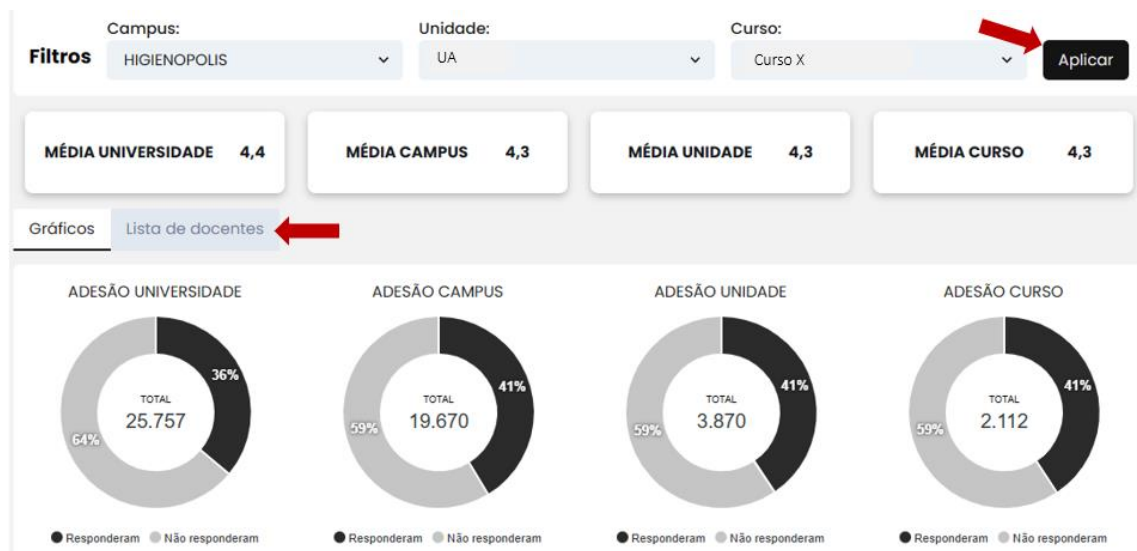 Campus: Unidade: Curso:
Filtros HIGIENOPOLIS UA Curso X Aplicar
MÉDIA UNIVERSIDADE 4,4 MÉDIA CAMPUS 4,3 MÉDIA UNIDADE 4,3 MÉDIA CURSO 4,3
Gráficos Lista de docentes
ADESÃO UNIVERSIDADE ADESÃO CAMPUS ADESÃO UNIDADE ADESÃO CURSO
36% 41% 41% 41%
TOTAL TOTAL TOTAL TOTAL
25.757 19.670 3.870 2.112
64% 59% 59% 59%
Responderam Não responderam Responderam Não responderam Responderam Não responderam Responderam Não responderam